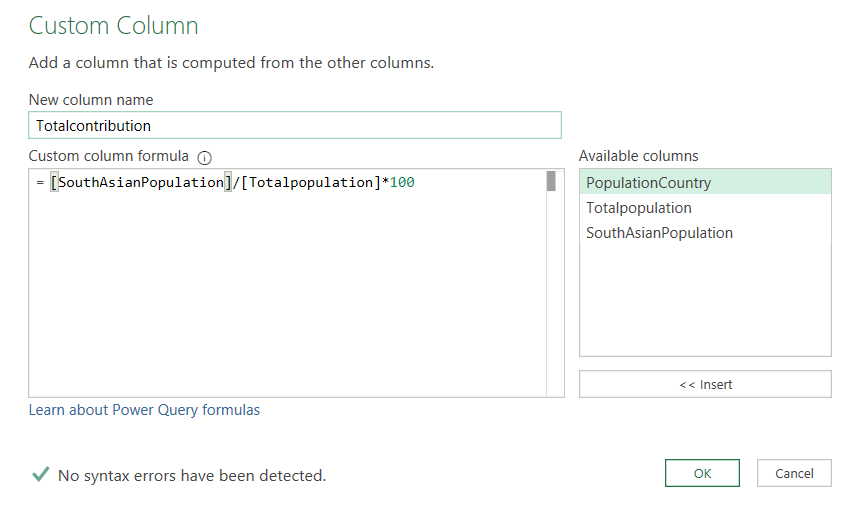 Custom Column
Add a column that is computed from the other columns.
New column name
Totalcontribution
Custom column formula
Available columns
= [SouthAsianPopulation]/[Totalpopulation]*100
PopulationCountry
Totalpopulation
SouthAsianPopulation
<< Insert
Learn about Power Query formulas
No syntax errors have been detected.
OK
Cancel